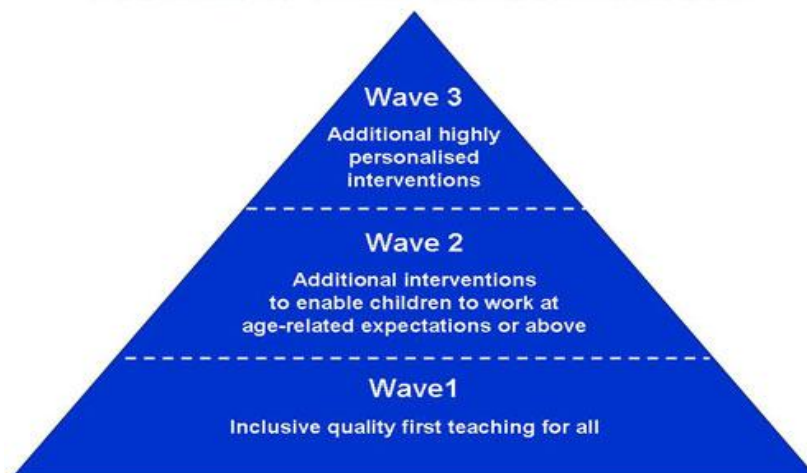 Wave 3
Additional highly
personalised
interventions
Wave 2
Additional interventions
to enable children to work at
age-related expectations or above
Wave1
Inclusive quality first teaching for all